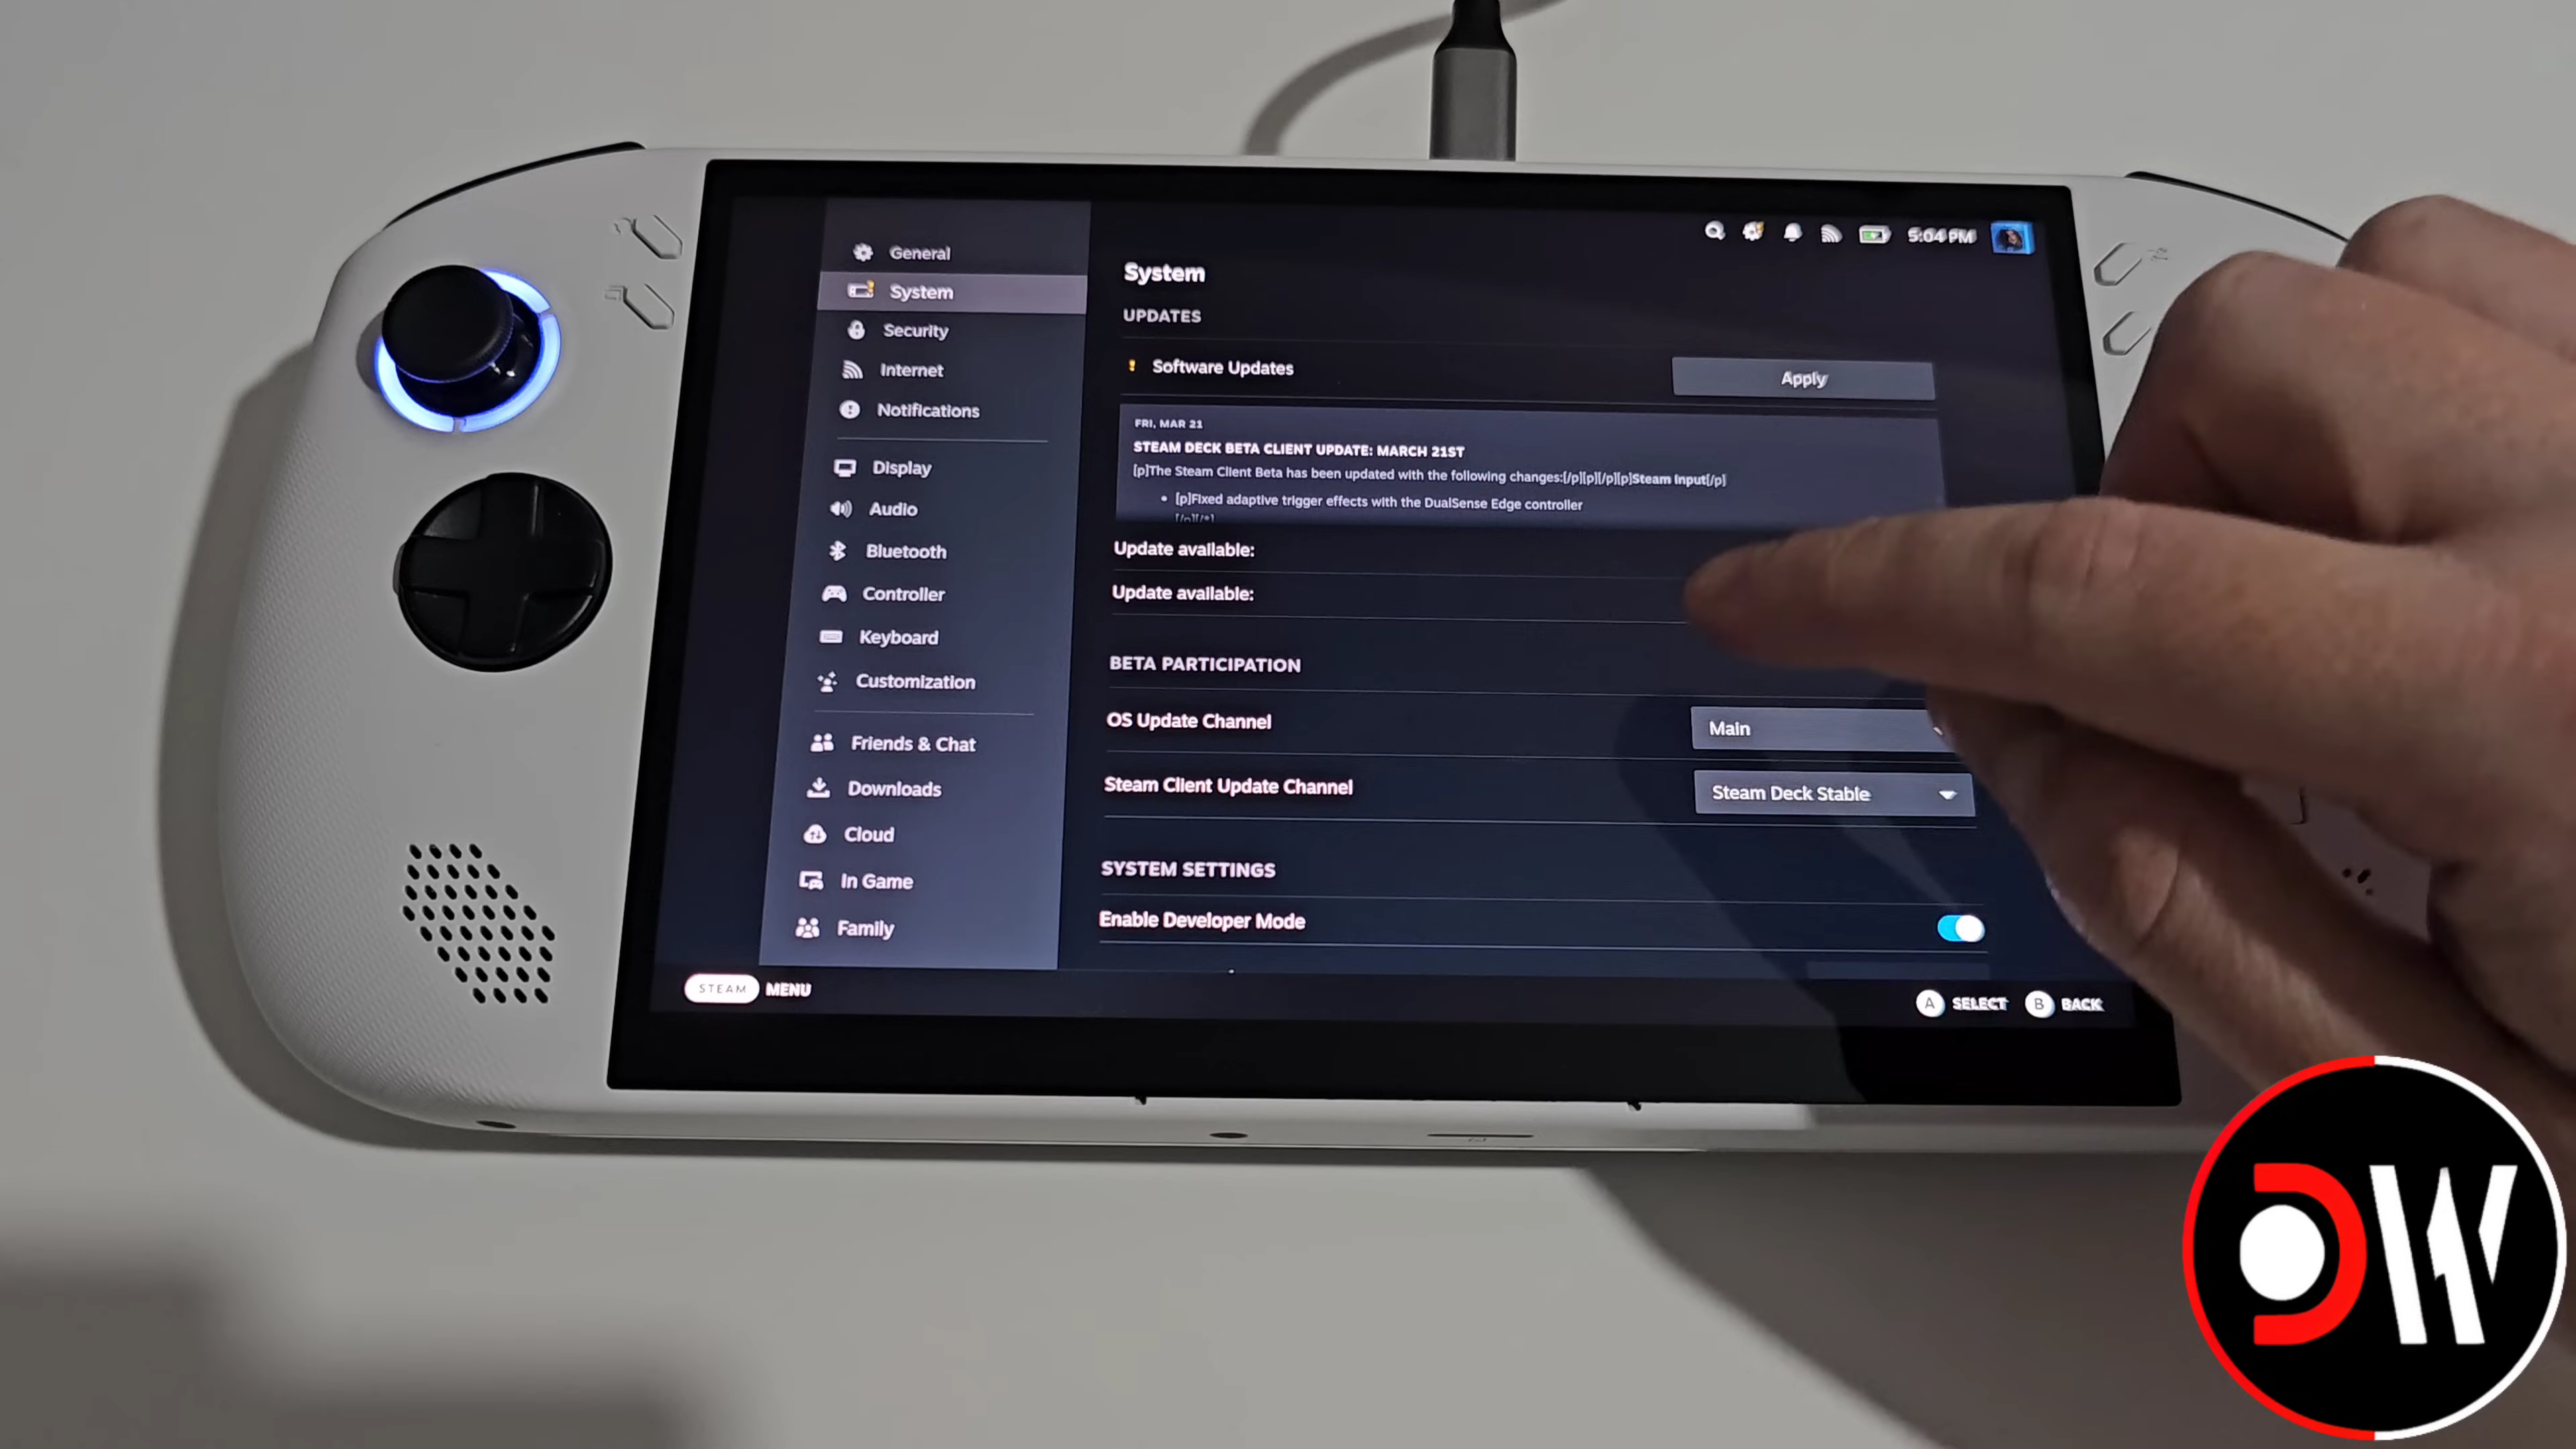 General
System
Security
Internet
Notifications
Display
Audio
Bluetooth
Controller
Keyboard
Customization
Friends & Chat
Downloads
Cloud
In Game
Family
5:04 PM
System
UPDATES
Software Updates
Apply
FRI, MAR 21
STEAM DECK BETA CLIENT UPDATE: MARCH 21ST
[p]The Steam Client Beta has been updated with the following changes:[/p][p][/p][p]Steam Input[/p]
• [p]Fixed adaptive trigger effects with the DualSense Edge controller
Update available:
Update available:
BETA PARTICIPATION
OS Update Channel
Main
Steam Client Update Channel
Steam Deck Stable
SYSTEM SETTINGS
Enable Developer Mode
STEAM MENU
A SELECT B BACK
DW